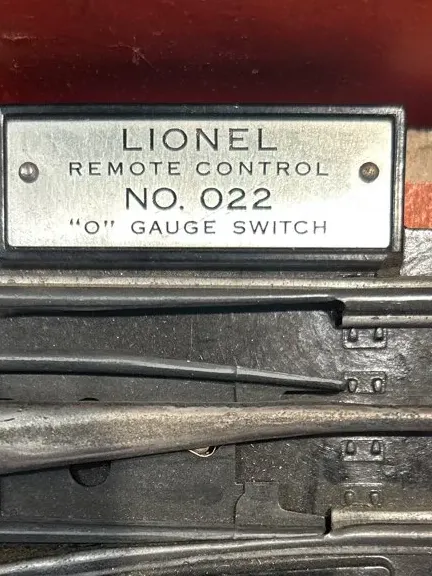 LIONEL
REMOTE CONTROL
NO. 022
"O" GAUGE SWITCH